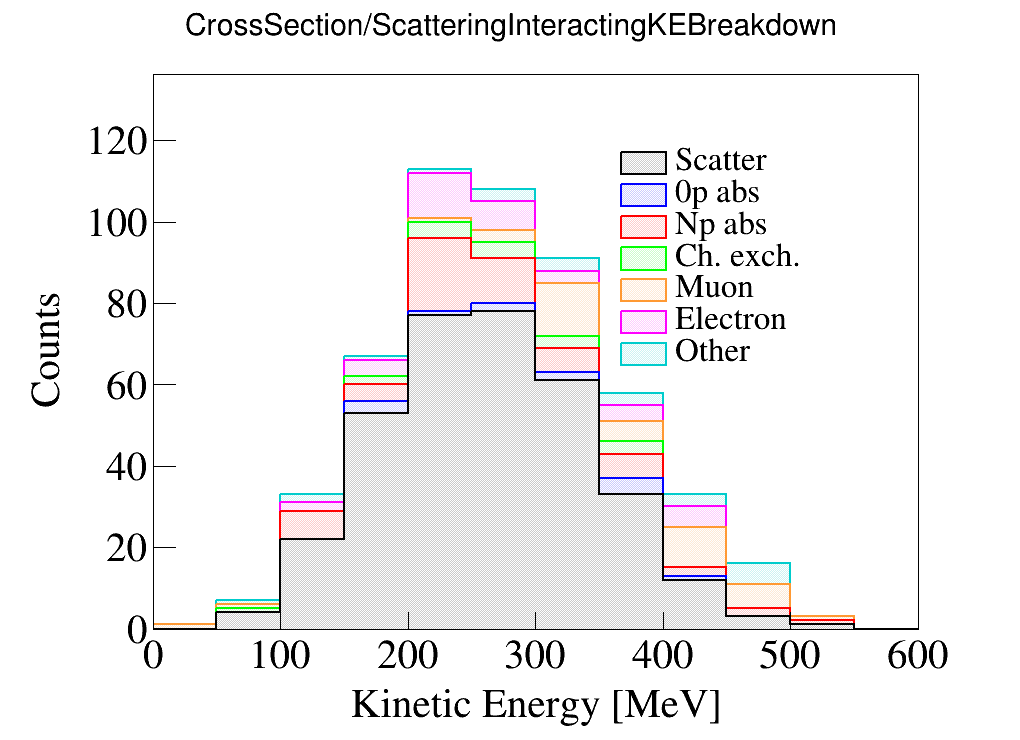 CrossSection/ScatteringInteractingKEBreakdown
120
100
80
60
40
20
0
Counts
Scatter
0p abs
Np abs
Ch. exch.
Muon
Electron
Other
0 100 200 300 400 500 600
Kinetic Energy [MeV]